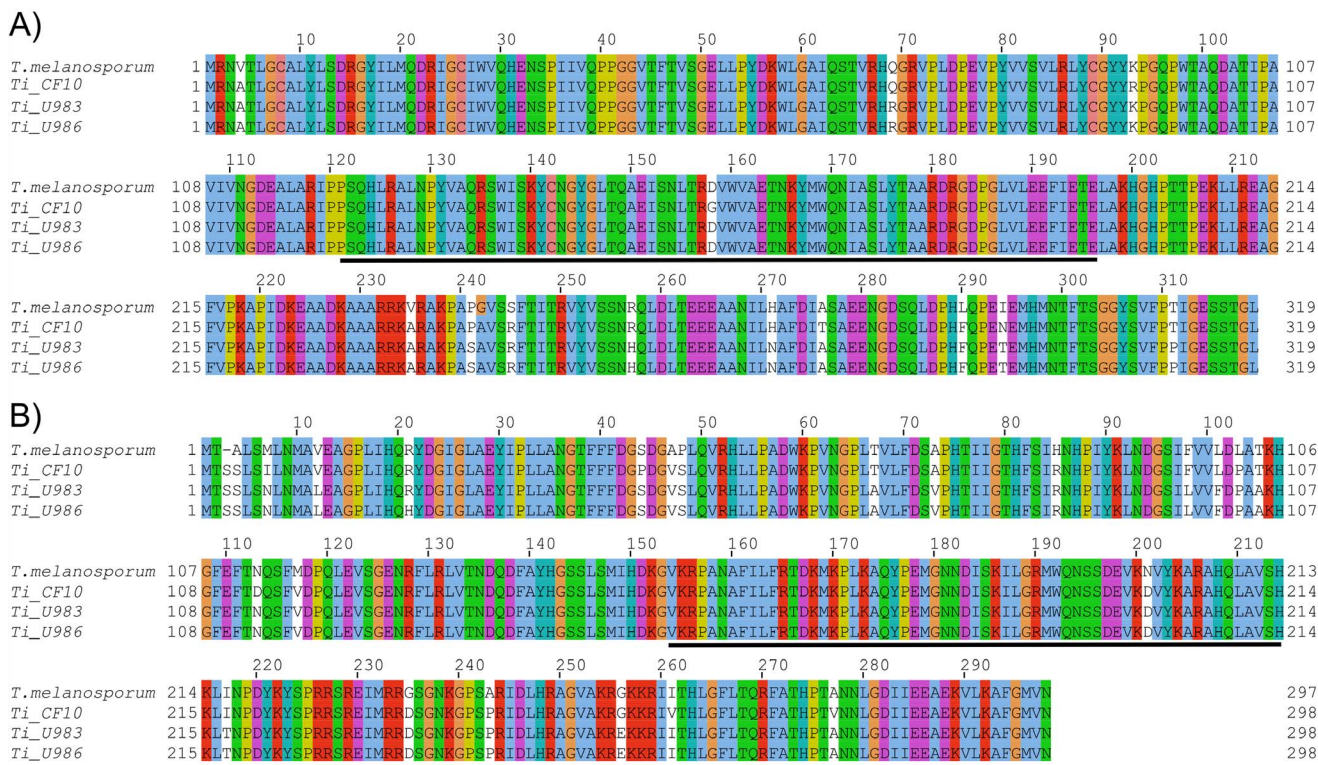 A)
10 20 30 40 50 60 70 80 90 100
T.melanosporum 1 MRNVTLGCALYLSDRGYILMQDRIGCIWVQHENSPIIVQPPGGVTFTVSGELLPYDKWLGAIQSTVRHQGRVPLDPEVPYVVSVLRLYCGYYRPGQPWTAQDATIPA 107
Ti_CF10 1 MRNATLGCALYLSDRGYILMQDRIGCIWVQHENSPIIVQPPGGVTFTVSGELLPYDKWLGAIQSTVRHQGRVPLDPEVPYVVSVLRLYCGYYKPGQPWTAQDATIPA 107
Ti_U983 1 MRNATLGCALYLSDRGYILMQDRIGCIWVQHENSPIIVQPPGGVTFTVSGELLPYDKWLGAIQSTVRHRGRVPLDPEVPYVVSVLRLYCGYYKPGQPWTAQDATIPA 107
Ti_U986 1 MRNATLGCALYLSDRGYILMQDRIGCIWVQHENSPIIVQPPGGVTFTVSGELLPYDKWLGAIQSTVRHRGRVPLDPEVPYVVSVLRLYCGYYKPGQPWTAQDATIPA 107
110 120 130 140 150 160 170 180 190 200 210
T.melanosporum 108 VIVNGDEALARIPPSQHLRALNPYVAQRSWISKYCNGYGLTQAEISNLTRDVWVAETNKYMWQNIASLYTAARDRGDPGLVLEEFIETELAKHGHPTTPEKLLREAG 214
Ti_CF10 108 VIVNGDEALARIPPSQHLRALNPYVAQRSWISKYCNGYGLTQAEISNLTRGVWVAETNKYMWQNIASLYTAARDRGDPGLVLEEFIETELAKHGHPTTPEKLLREAG 214
Ti_U983 108 VIVNGDEALARIPPSQHLRALNPYVAQRSWISKYCNGYGLTQAEISNLTRDVWVAETNKYMWQNIASLYTAARDRGDPGLVLEEFIETELAKHGHPTTPEKLLREAG 214
Ti_U986 108 VIVNGDEALARIPPSQHLRALNPYVAQRSWISKYCNGYGLTQAEISNLTRDVWVAETNKYMWQNIASLYTAARDRGDPGLVLEEFIETELAKHGHPTTPEKLLREAG 214
220 230 240 250 260 270 280 290 300 310
T.melanosporum 215 FVPKAPIDKEAADKAAARRKVRAKPAPGVSSFTITRVYVSSNRQLDLTEEEAANILHAFDIASAEENGDSQLDPHLQPEIEMHMNTFTSGGYSVFPTIGESSTGL 319
Ti_CF10 215 FVPKAPIDKEAADKAAARRKARAKPAPAVSRFTITRVYVSSNRQLDLTEEEAANILHAFDITSAEENGDSQLDPHFQPENEMHMNTFTSGGYSVFPPTIGESSTGL 319
Ti_U983 215 FVPKAPIDKEAADKAAARRKARAKPASAVSRFTITRVYVSSNHQLDLTEEEAANILNAFDIASAEENGDSQLDPHFQPETEMHMNTFTSGGYSVFPPIGESSTGL 319
Ti_U986 215 FVPKAPIDKEAADKAAARRKARAKPASAVSRFTITRVYVSSNHQLDLTEEEAANILNAFDIASAEENGDSQLDPHFQPETEMHMNTFTSGGYSVFPPIGESSTGL 319
B)
10 20 30 40 50 60 70 80 90 100
T.melanosporum 1 MT-ALSMLNMAVEAGPLIHQRYDGIGLAEYIPLLANGTFFFDGSDGAPLQVRHLLPADWKPVNGPLTVLFDSAPHTIIGTHFSIHNHPIYKLNDGSIFVVLDLATKH 106
Ti_CF10 1 MTSSLSILNMAVEAGPLIHQRYDGIGLAEYIPLLANGTFFFDGSDGVSLQVRHLLPADWKPVNGPLTVLFDSAPHTIIGTHFSIRNHPIYKLNDGSIFVVFDPATKH 107
Ti_U983 1 MTSSLSNLNMALEAGPLIHQRYDGIGLAEYIPLLANGTFFFDGSDGVSLQVRHLLPADWKPVNGPLAVLFDSVPHTIIGTHFSIRNHPIYKLNDGSILVVFDPAAKH 107
Ti_U986 1 MTSSLSNLNMALEAGPLIHQHYDGIGLAEYIPLLANGTFFFDGSDGVSLQVRHLLPADWKPVNGPLAVLFDSVPHTIIGTHFSIRNHPIYKLNDGSILVVFDPAAKH 107
110 120 130 140 150 160 170 180 190 200 210
T.melanosporum 107 GFEFTNQSFMDPQLEVSGENRFLRLVTNDQDFAYHGSSLSMIHDKGVKRPANAFILFRTDKMKPLKAQYPEMGNNDISKILGRMWQNSSDEVKNVYKARAHQLAVSH 213
Ti_CF10 108 GFEFTDQSFVDPQLEVSGENRFLRLVTNDQDFAYHGSSLSMIHDKGVKRPANAFILFRTDKMKPLKAQYPEMGNNDISKILGRMWQNSSDEVKDVYKARAHQLAVSH 214
Ti_U983 108 GFEFTNQSFVDPQLEVSGENRFLRLVTNDQDFAYHGSSLSMIHDKGVKRPANAFILFRTDKMKPLKAQYPEMGNNDISKILGRMWQNSSDEVKDVYKARAHQLAVSH 214
Ti_U986 108 GFEFTNQSFVDPQLEVSGENRFLRLVTNDQDFAYHGSSLSMIHDKGVKRPANAFILFRTDKMKPLKAQYPEMGNNDISKILGRMWQNSSDEVKDVYKARAHQLAVSH 214
220 230 240 250 260 270 280 290
T.melanosporum 214 KLINPDYKYSPRRSREIMRRGSGNKGPSARIDLHRAGVAKRGKKRIITHLGFLTQRFATHPTANNLGDIIEEAEKVLKAFGMVN 297
Ti_CF10 215 KLINPDYKYSPRRSREIMRRDSGNKGPSPRIDLHRAGVAKRGKKRIVTHLGFLTQRFATHPTVNNLGDIIEEAEKVLKAFGMVN 298
Ti_U983 215 KLTNPDYKYSPRRSREIMRRDSGNKGPSPRIDLHRAGVAKREKKRIITHLGFLTQRFATHPTANNLGDIIEEAEKVLKAFGMVN 298
Ti_U986 215 KLTNPDYKYSPRRSREIMRRDSGNKGPSPRIDLHRAGVAKREKKRIITHLGFLTQRFATHPTANNLGDIIEEAEKVLKAFGMVN 298